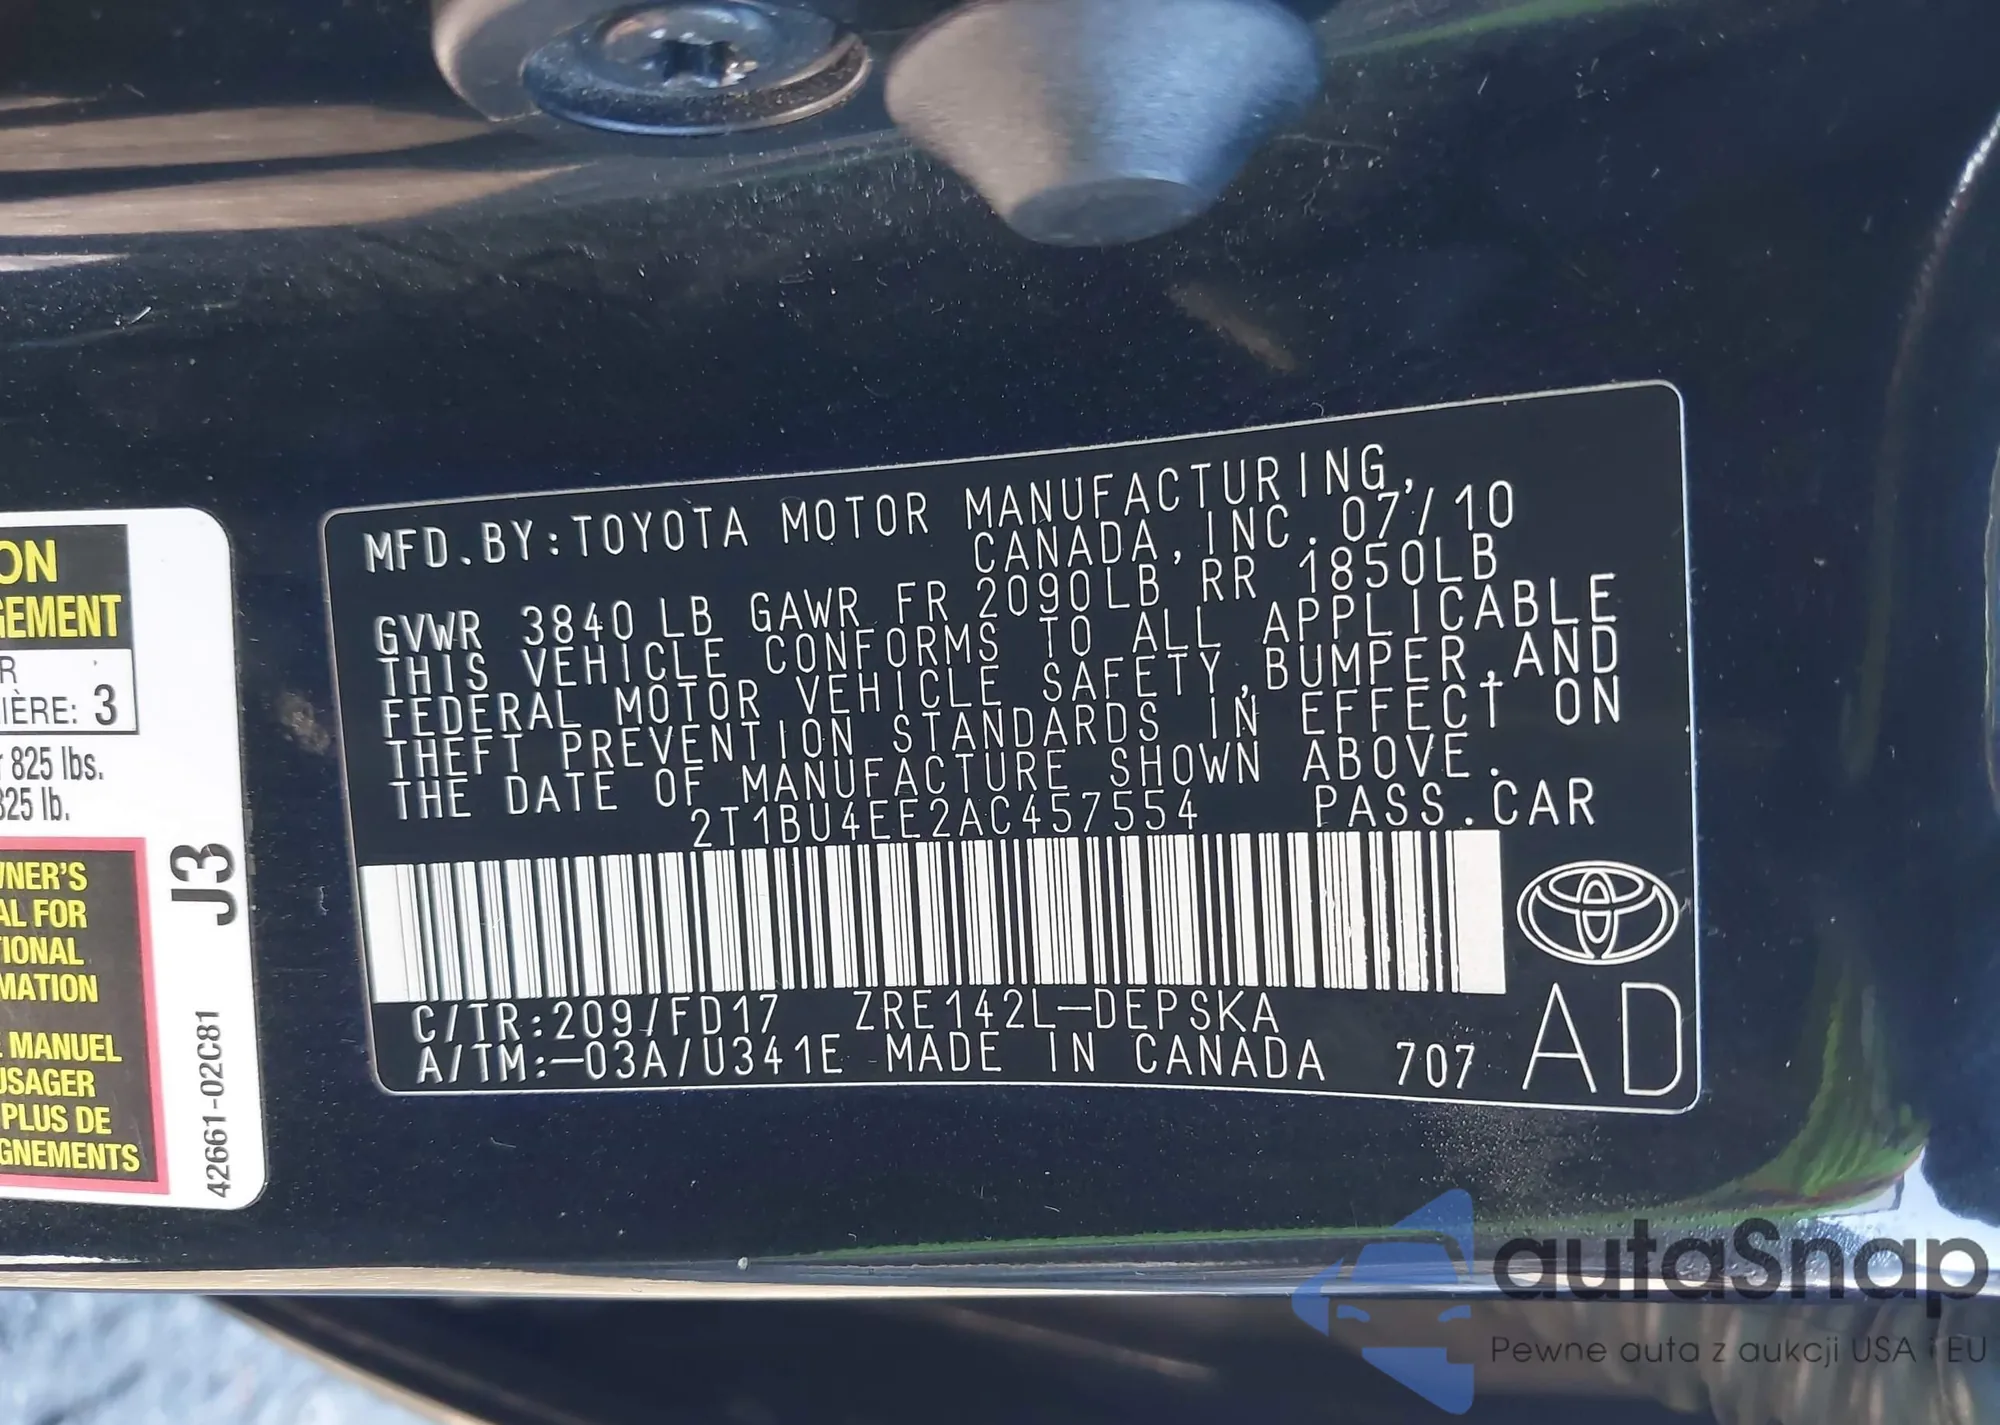 MFD.BY:TOYOTA MOTOR MANUFACTURING,
CANADA,INC. 07/10
GVWR 3840 LB GAWR FR 2090LB RR 1850LB
THIS VEHICLE CONFORMS TO ALL APPLICABLE
FEDERAL MOTOR VEHICLE SAFETY,BUMPER,AND
THEFT PREVENTION STANDARDS IN EFFECT ON
THE DATE OF MANUFACTURE SHOWN ABOVE.
2T1BU4EE2AC457554 PASS.CAR
C/TR:209/FD17 ZRE142L-DEPSKA
A/TM:-03A/U341E MADE IN CANADA 707
AD
ON
GEMENT
R
IÈRE: 3
r 825 lbs.
825 lb.
WNER'S
AL FOR
TIONAL
MATION
E MANUEL
USAGER
PLUS DE
GNEMENTS
J3
42661-02C81
autaSnap
Pewne auta z aukcji USA i EU